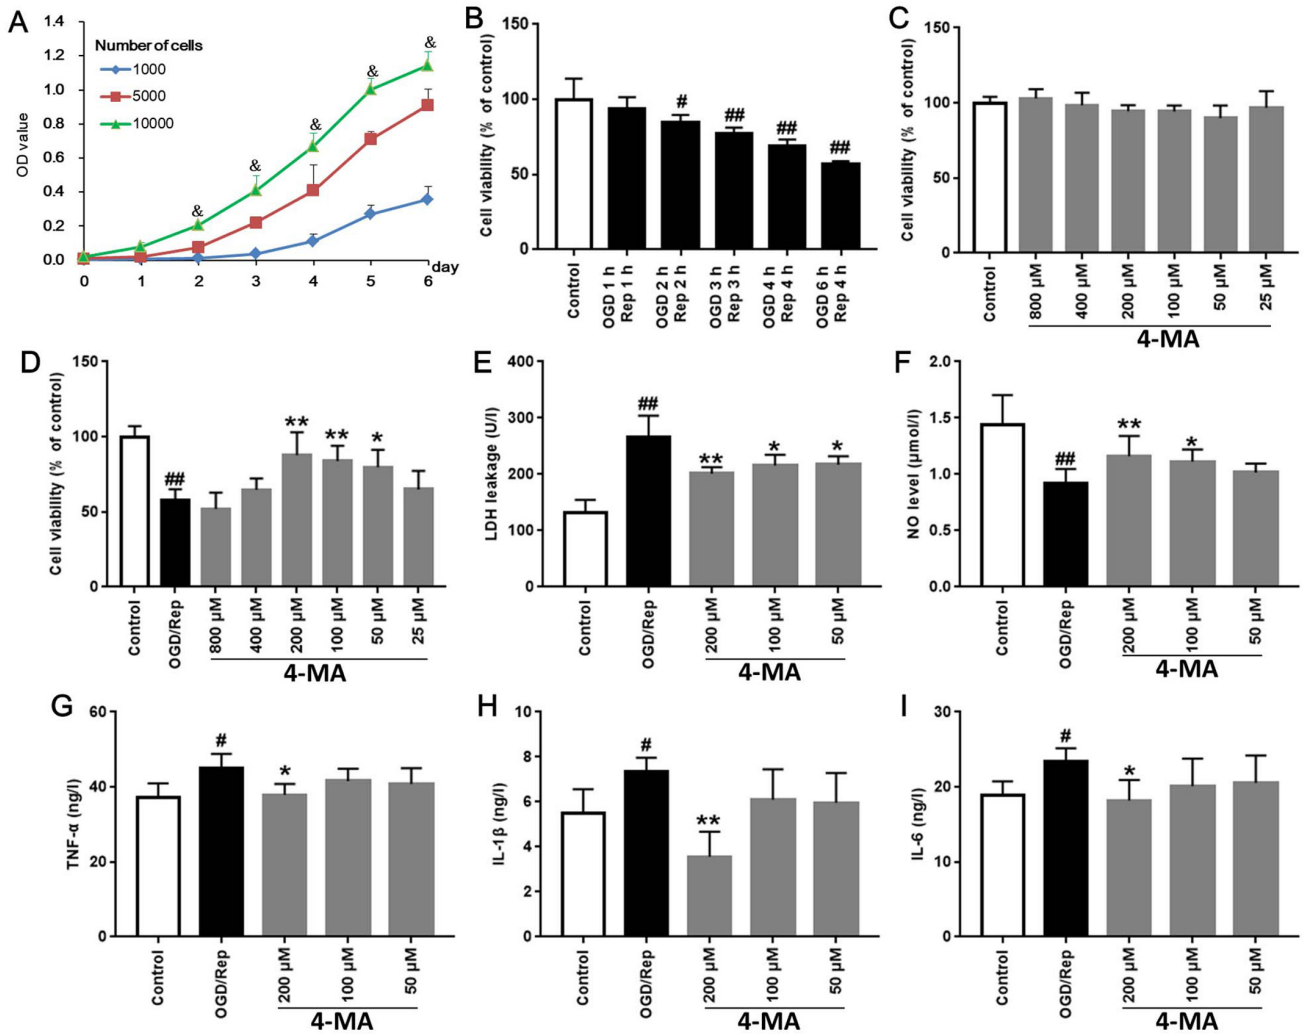 A
1.4
1.2
1.0
0.8
0.6
0.4
0.2
0.0
OD value
Number of cells
1000
5000
10000
& & & & &
0 1 2 3 4 5 6
day
B
150
100
50
0
Cell viability (% of control)
# ## ## ##
Control
OGD 1 h
Rep 1 h
OGD 2 h
Rep 2 h
OGD 3 h
Rep 3 h
OGD 4 h
Rep 4 h
OGD 6 h
Rep 4 h
C
150
100
50
0
Cell viability (% of control)
Control
800 μM
400 μM
200 μM
100 μM
50 μM
25 μM
4-MA
D
150
100
50
0
Cell viability (% of control)
## ** ** *
Control
OGD/Rep
800 μM
400 μM
200 μM
100 μM
50 μM
25 μM
4-MA
E
400
300
200
100
0
LDH leakage (U/l)
## ** * *
Control
OGD/Rep
200 μM
100 μM
50 μM
4-MA
F
2.0
1.5
1.0
0.5
0.0
NO level (μmol/l)
## ** *
Control
OGD/Rep
200 μM
100 μM
50 μM
4-MA
G
60
40
20
0
TNF-α (ng/l)
# *
Control
OGD/Rep
200 μM
100 μM
50 μM
4-MA
H
10
8
6
4
2
0
IL-1β (ng/l)
# **
Control
OGD/Rep
200 μM
100 μM
50 μM
4-MA
I
30
20
10
0
IL-6 (ng/l)
# *
Control
OGD/Rep
200 μM
100 μM
50 μM
4-MA